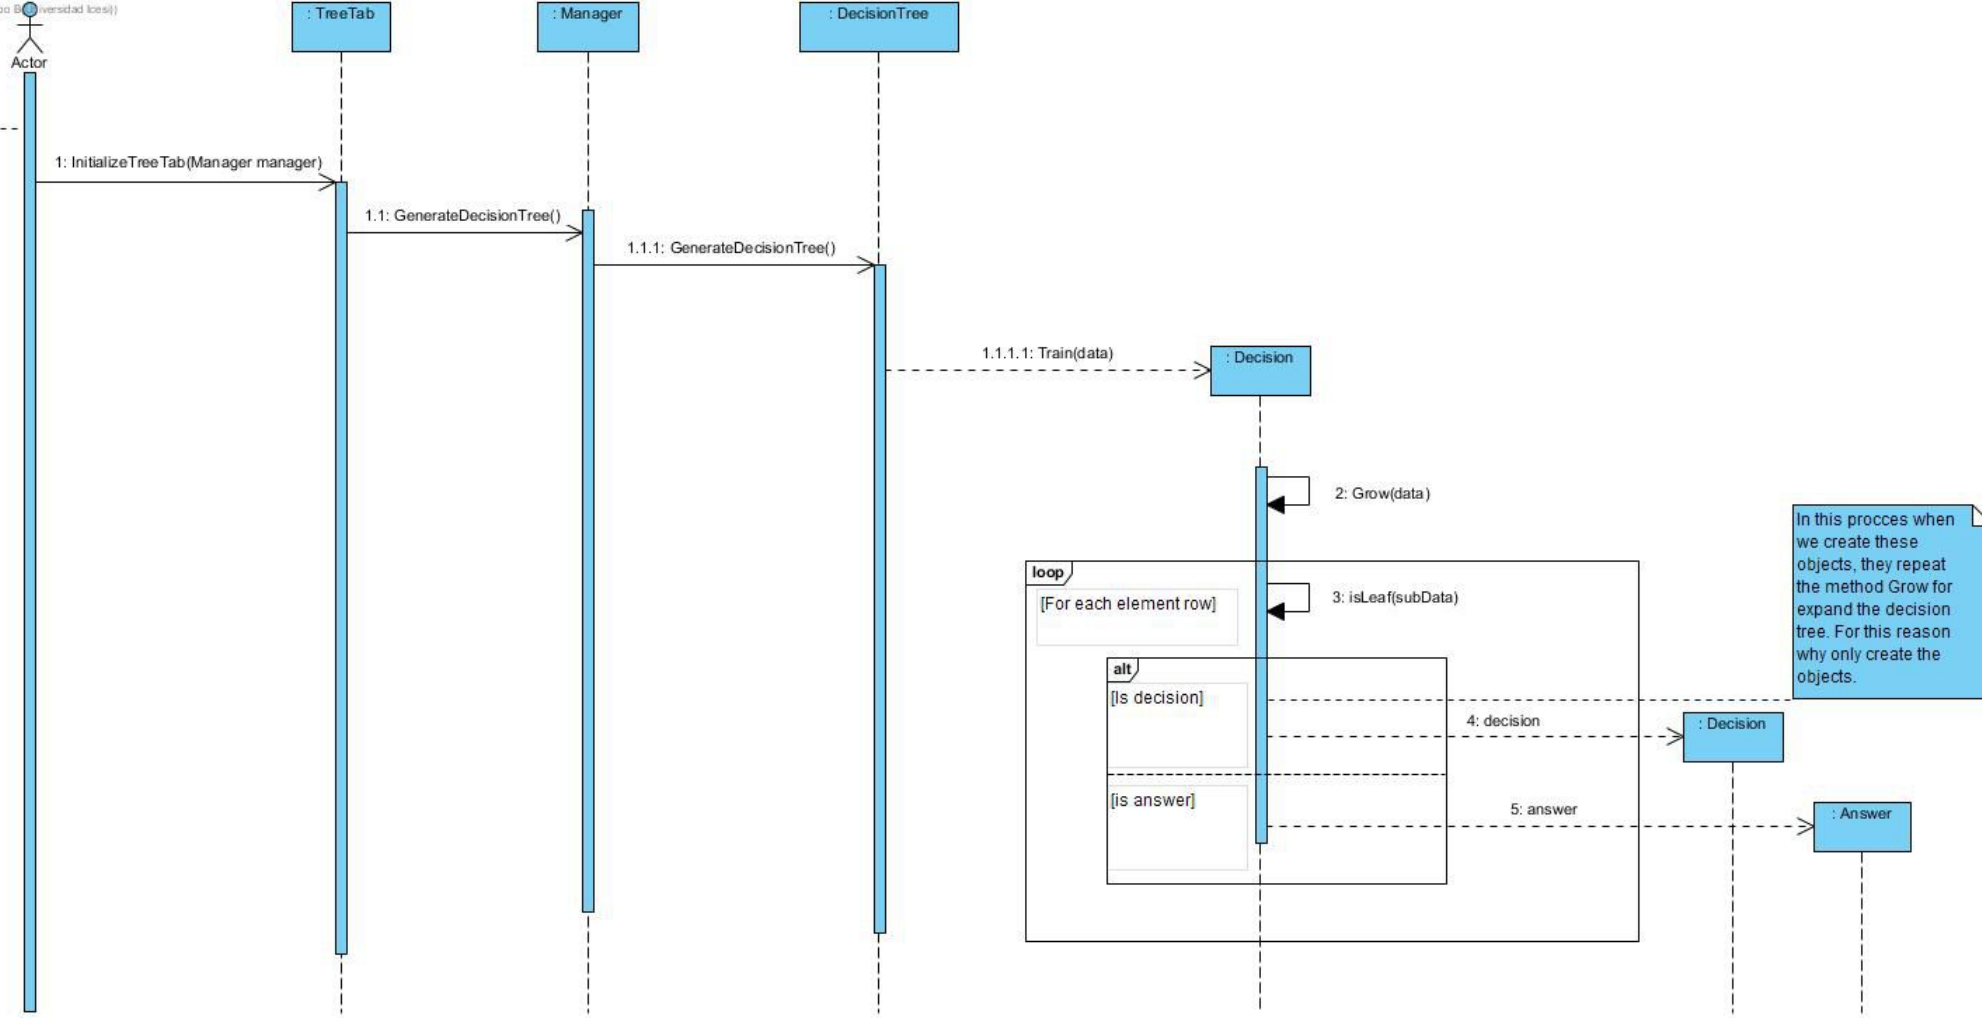 : TreeTab
: Manager
: DecisionTree
Actor
1: InitializeTreeTab(Manager manager)
1.1: GenerateDecisionTree()
1.1.1: GenerateDecisionTree()
1.1.1.1: Train(data)
: Decision
2: Grow(data)
In this procces when
we create these
objects, they repeat
the method Grow for
expand the decision
tree. For this reason
why only create the
objects.
loop
[For each element row]
3: isLeaf(subData)
alt
[Is decision]
4: decision
: Decision
[is answer]
5: answer
: Answer